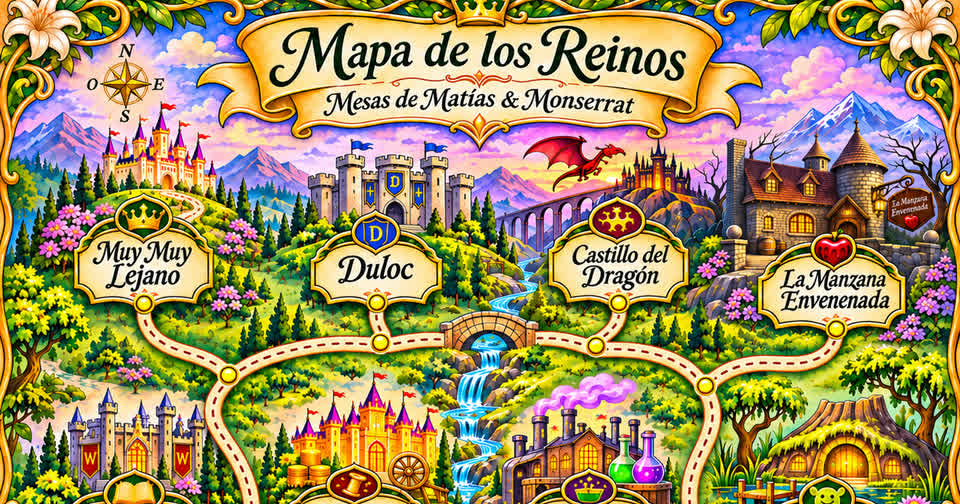 Mapa de los Reinos
Mesas de Matías & Monserrat
N
O
E
S
D
La Manzana
Envenenada
Muy Muy
Lejano
D
Duloc
Castillo del
Dragón
La Manzana
Envenenada
W
W